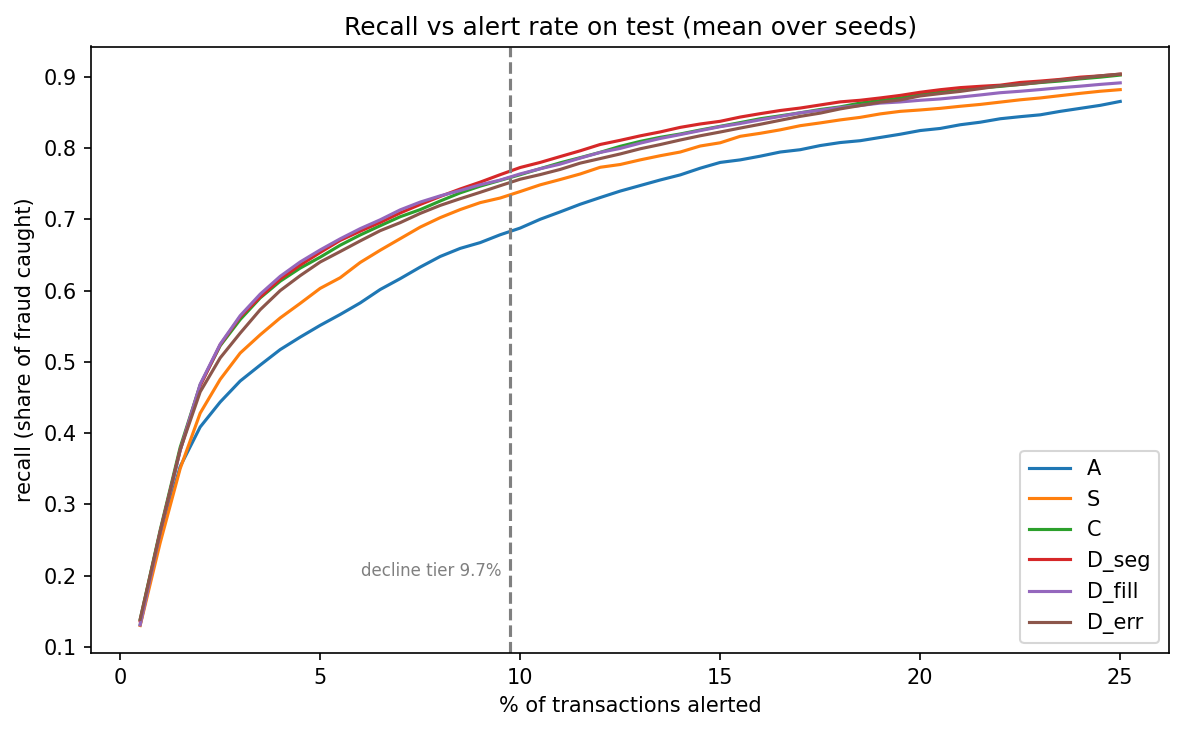 Recall vs alert rate on test (mean over seeds)
recall (share of fraud caught)
0.9
0.8
0.7
0.6
0.5
0.4
0.3
0.2
0.1
decline tier 9.7%
A
S
C
D_seg
D_fill
D_err
0 5 10 15 20 25
% of transactions alerted